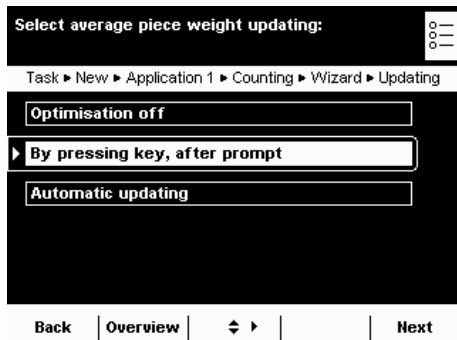 Select average piece weight updating:
Task ▸ New ▸ Application 1 ▸ Counting ▸ Wizard ▸ Updating
Optimisation off
By pressing key, after prompt
Automatic updating
Back Overview Next